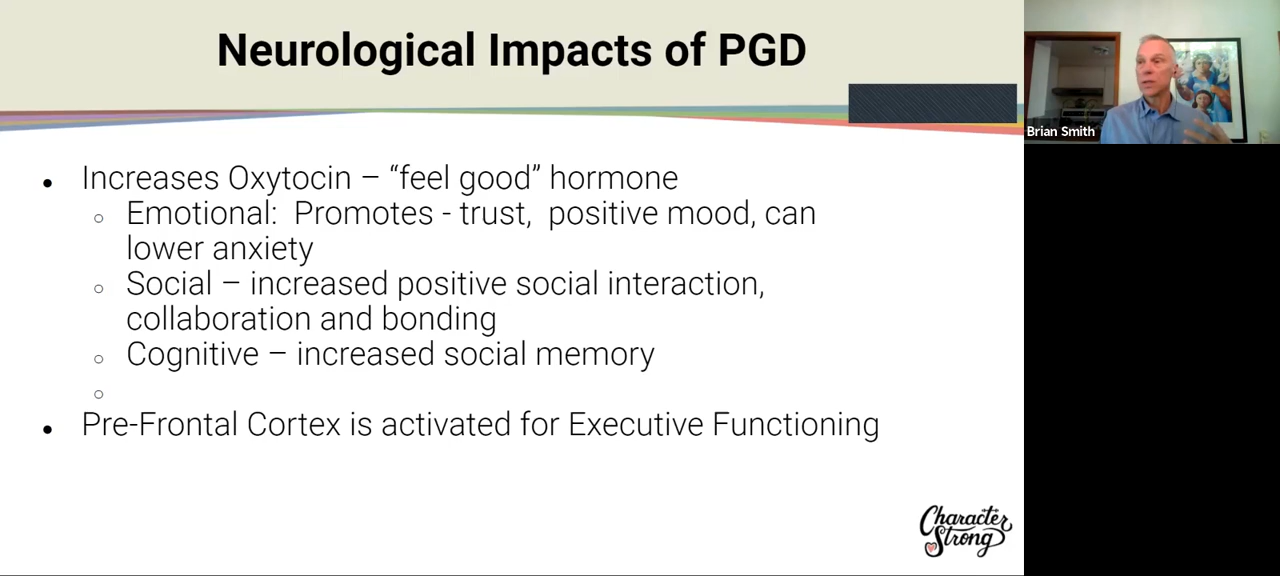 Neurological Impacts of PGD
Brian Smith
● Increases Oxytocin – “feel good” hormone
○ Emotional:  Promotes - trust,  positive mood, can
lower anxiety
○ Social – increased positive social interaction,
collaboration and bonding
○ Cognitive – increased social memory
○
● Pre-Frontal Cortex is activated for Executive Functioning
Character
Strong